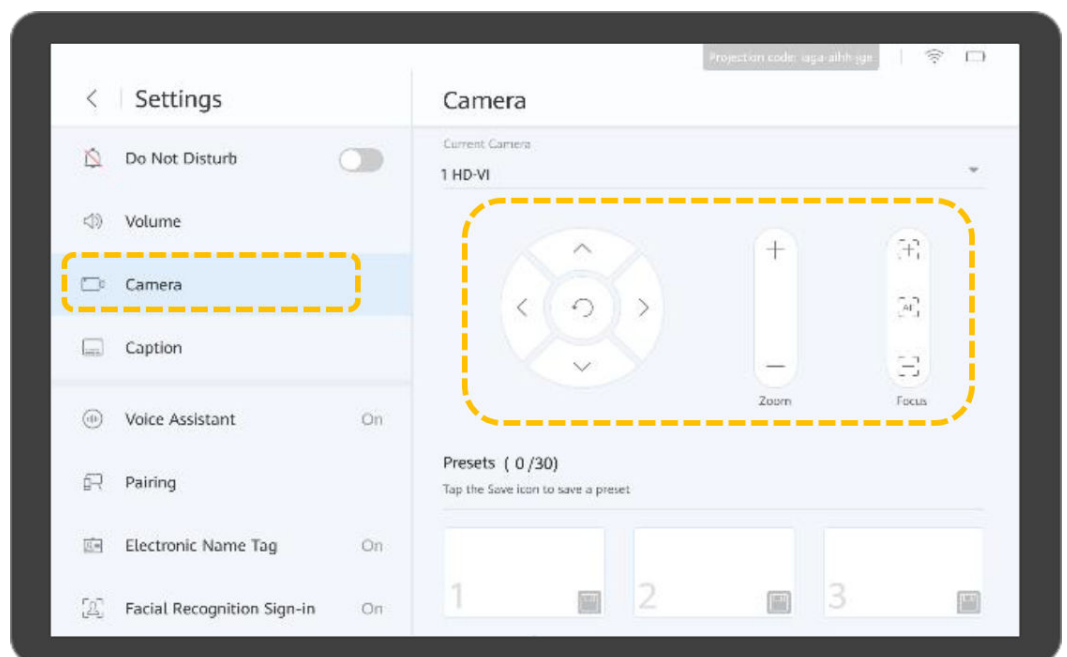 Projection code:
Settings
Camera
Do Not Disturb
Current Camera
1 HD-VI
Volume
Camera
Caption
Zoom
Focus
Voice Assistant On
Presets ( 0 /30)
Tap the Save icon to save a preset
Pairing
Electronic Name Tag On
Facial Recognition Sign-in On
1
2
3